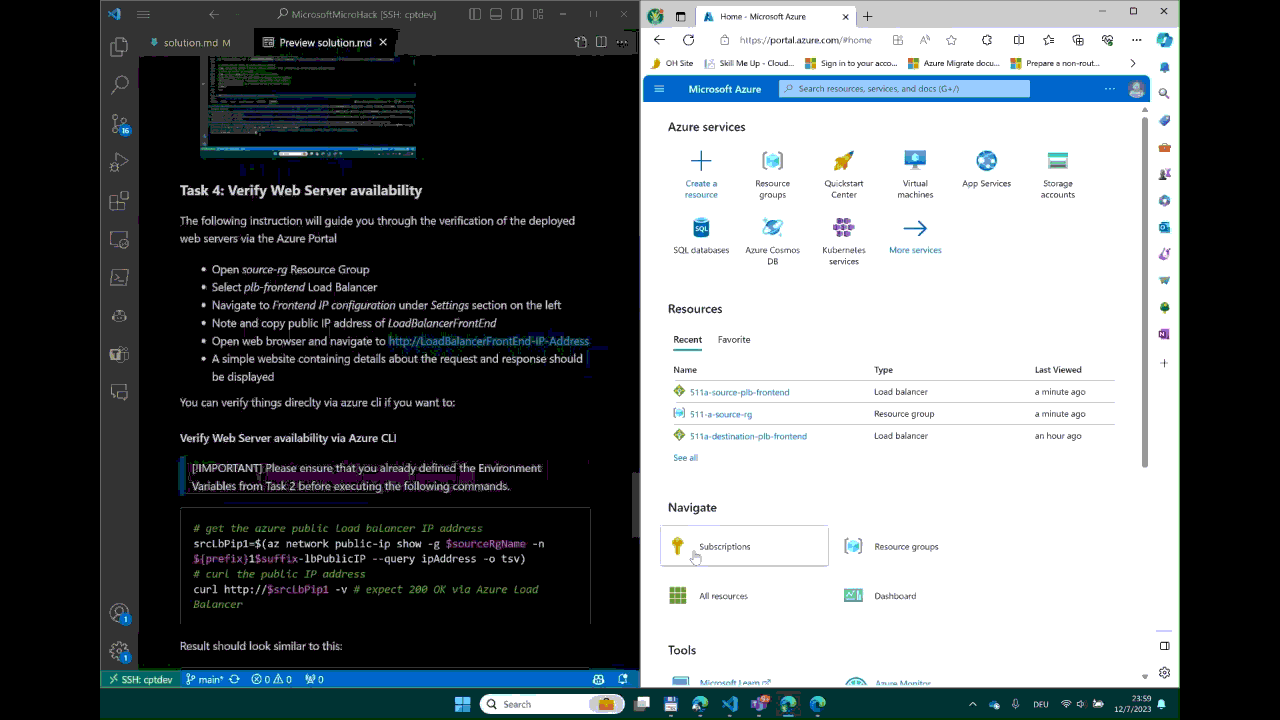 MicrosoftMicroHack [SSH: cptdev]
solution.md M
Preview solution.md
Task 4: Verify Web Server availability
The following instruction will guide you through the verification of the deployed
web servers via the Azure Portal
• Open source-rg Resource Group
• Select plb-frontend Load Balancer
• Navigate to Frontend IP configuration under Settings section on the left
• Note and copy public IP address of LoadBalancerFrontEnd
• Open web browser and navigate to http://LoadBalancerFrontEnd-IP-Address
• A simple website containing details about the request and response should
be displayed
You can verify things direclty via azure cli if you want to:
Verify Web Server availability via Azure CLI
[!IMPORTANT] Please ensure that you already defined the Environment
Variables from Task 2 before executing the following commands.
# get the azure public Load balancer IP address
srcLbPip1=$(az network public-ip show -g $sourceRgName -n
${prefix}1$suffix-lbPublicIP --query ipAddress -o tsv)
# curl the public IP address
curl http://$srcLbPip1 -v # expect 200 OK via Azure Load
Balancer
Result should look similar to this:
16
1
1
SSH: cptdev
main*
0 0
0
Home - Microsoft Azure
https://portal.azure.com/#home
OH Site
Skill Me Up - Cloud...
Sign in to your acco...
Azure Migrate docu...
Prepare a non-rout...
Microsoft Azure
Search resources, services, and docs (G+/)
Azure services
Create a
resource
Resource
groups
Quickstart
Center
Virtual
machines
App Services
Storage
accounts
SQL
SQL databases
Azure Cosmos
DB
Kubernetes
services
More services
Resources
Recent
Favorite
Name Type Last Viewed
511a-source-plb-frontend Load balancer a minute ago
511-a-source-rg Resource group a minute ago
511a-destination-plb-frontend Load balancer an hour ago
See all
Navigate
Subscriptions
Resource groups
All resources
Dashboard
Tools
Microsoft Learn
Azure Monitor
Search
DEU
23:59
12/7/2023